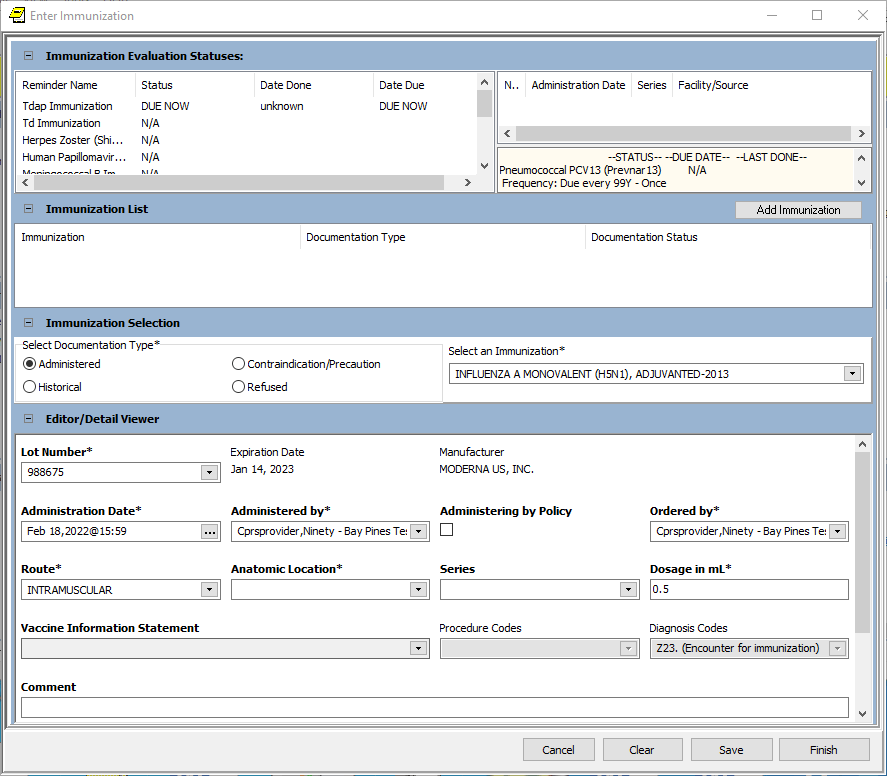 Enter Immunization
Immunization Evaluation Statuses:
Reminder Name Status Date Done Date Due
Tdap Immunization DUE NOW unknown DUE NOW
Td Immunization N/A
Herpes Zoster (Shi... N/A
Human Papillomavir... N/A
Meningococcal B Im... N/A
N.. Administration Date Series Facility/Source
--STATUS-- --DUE DATE-- --LAST DONE--
Pneumococcal PCV13 (Prevnar13) N/A
Frequency: Due every 99Y - Once
Immunization List
Add Immunization
Immunization Documentation Type Documentation Status
Immunization Selection
Select Documentation Type*
Administered Contraindication/Precaution
Historical Refused
Select an Immunization*
INFLUENZA A MONOVALENT (H5N1), ADJUVANTED-2013
Editor/Detail Viewer
Lot Number* Expiration Date Manufacturer
988675 Jan 14, 2023 MODERNA US, INC.
Administration Date* Administered by* Administering by Policy Ordered by*
Feb 18,2022@15:59 ... Cprsprovider,Ninety - Bay Pines Te Cprsprovider,Ninety - Bay Pines Te
Route* Anatomic Location* Series Dosage in mL*
INTRAMUSCULAR 0.5
Vaccine Information Statement Procedure Codes Diagnosis Codes
Z23. (Encounter for immunization)
Comment
Cancel Clear Save Finish